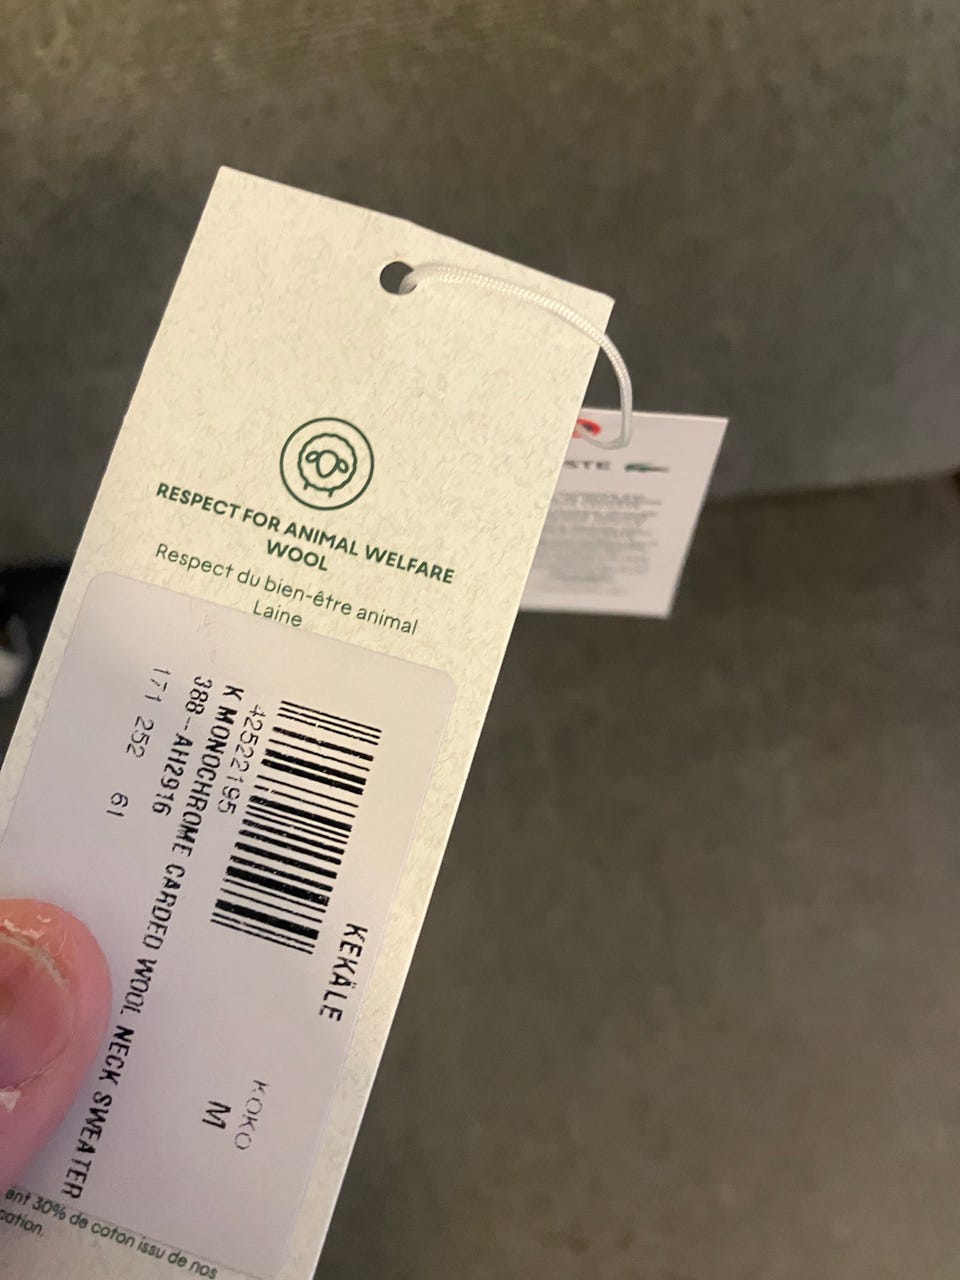 RESPECT FOR ANIMAL WELFARE
WOOL
Respect du bien-être animal
Laine
KEKÄLE
42522195
K MONOCHROME CARDED WOOL NECK SWEATER
388--AH2916
171 252 61
KOKO
M
30% de coton issu de nos
STE